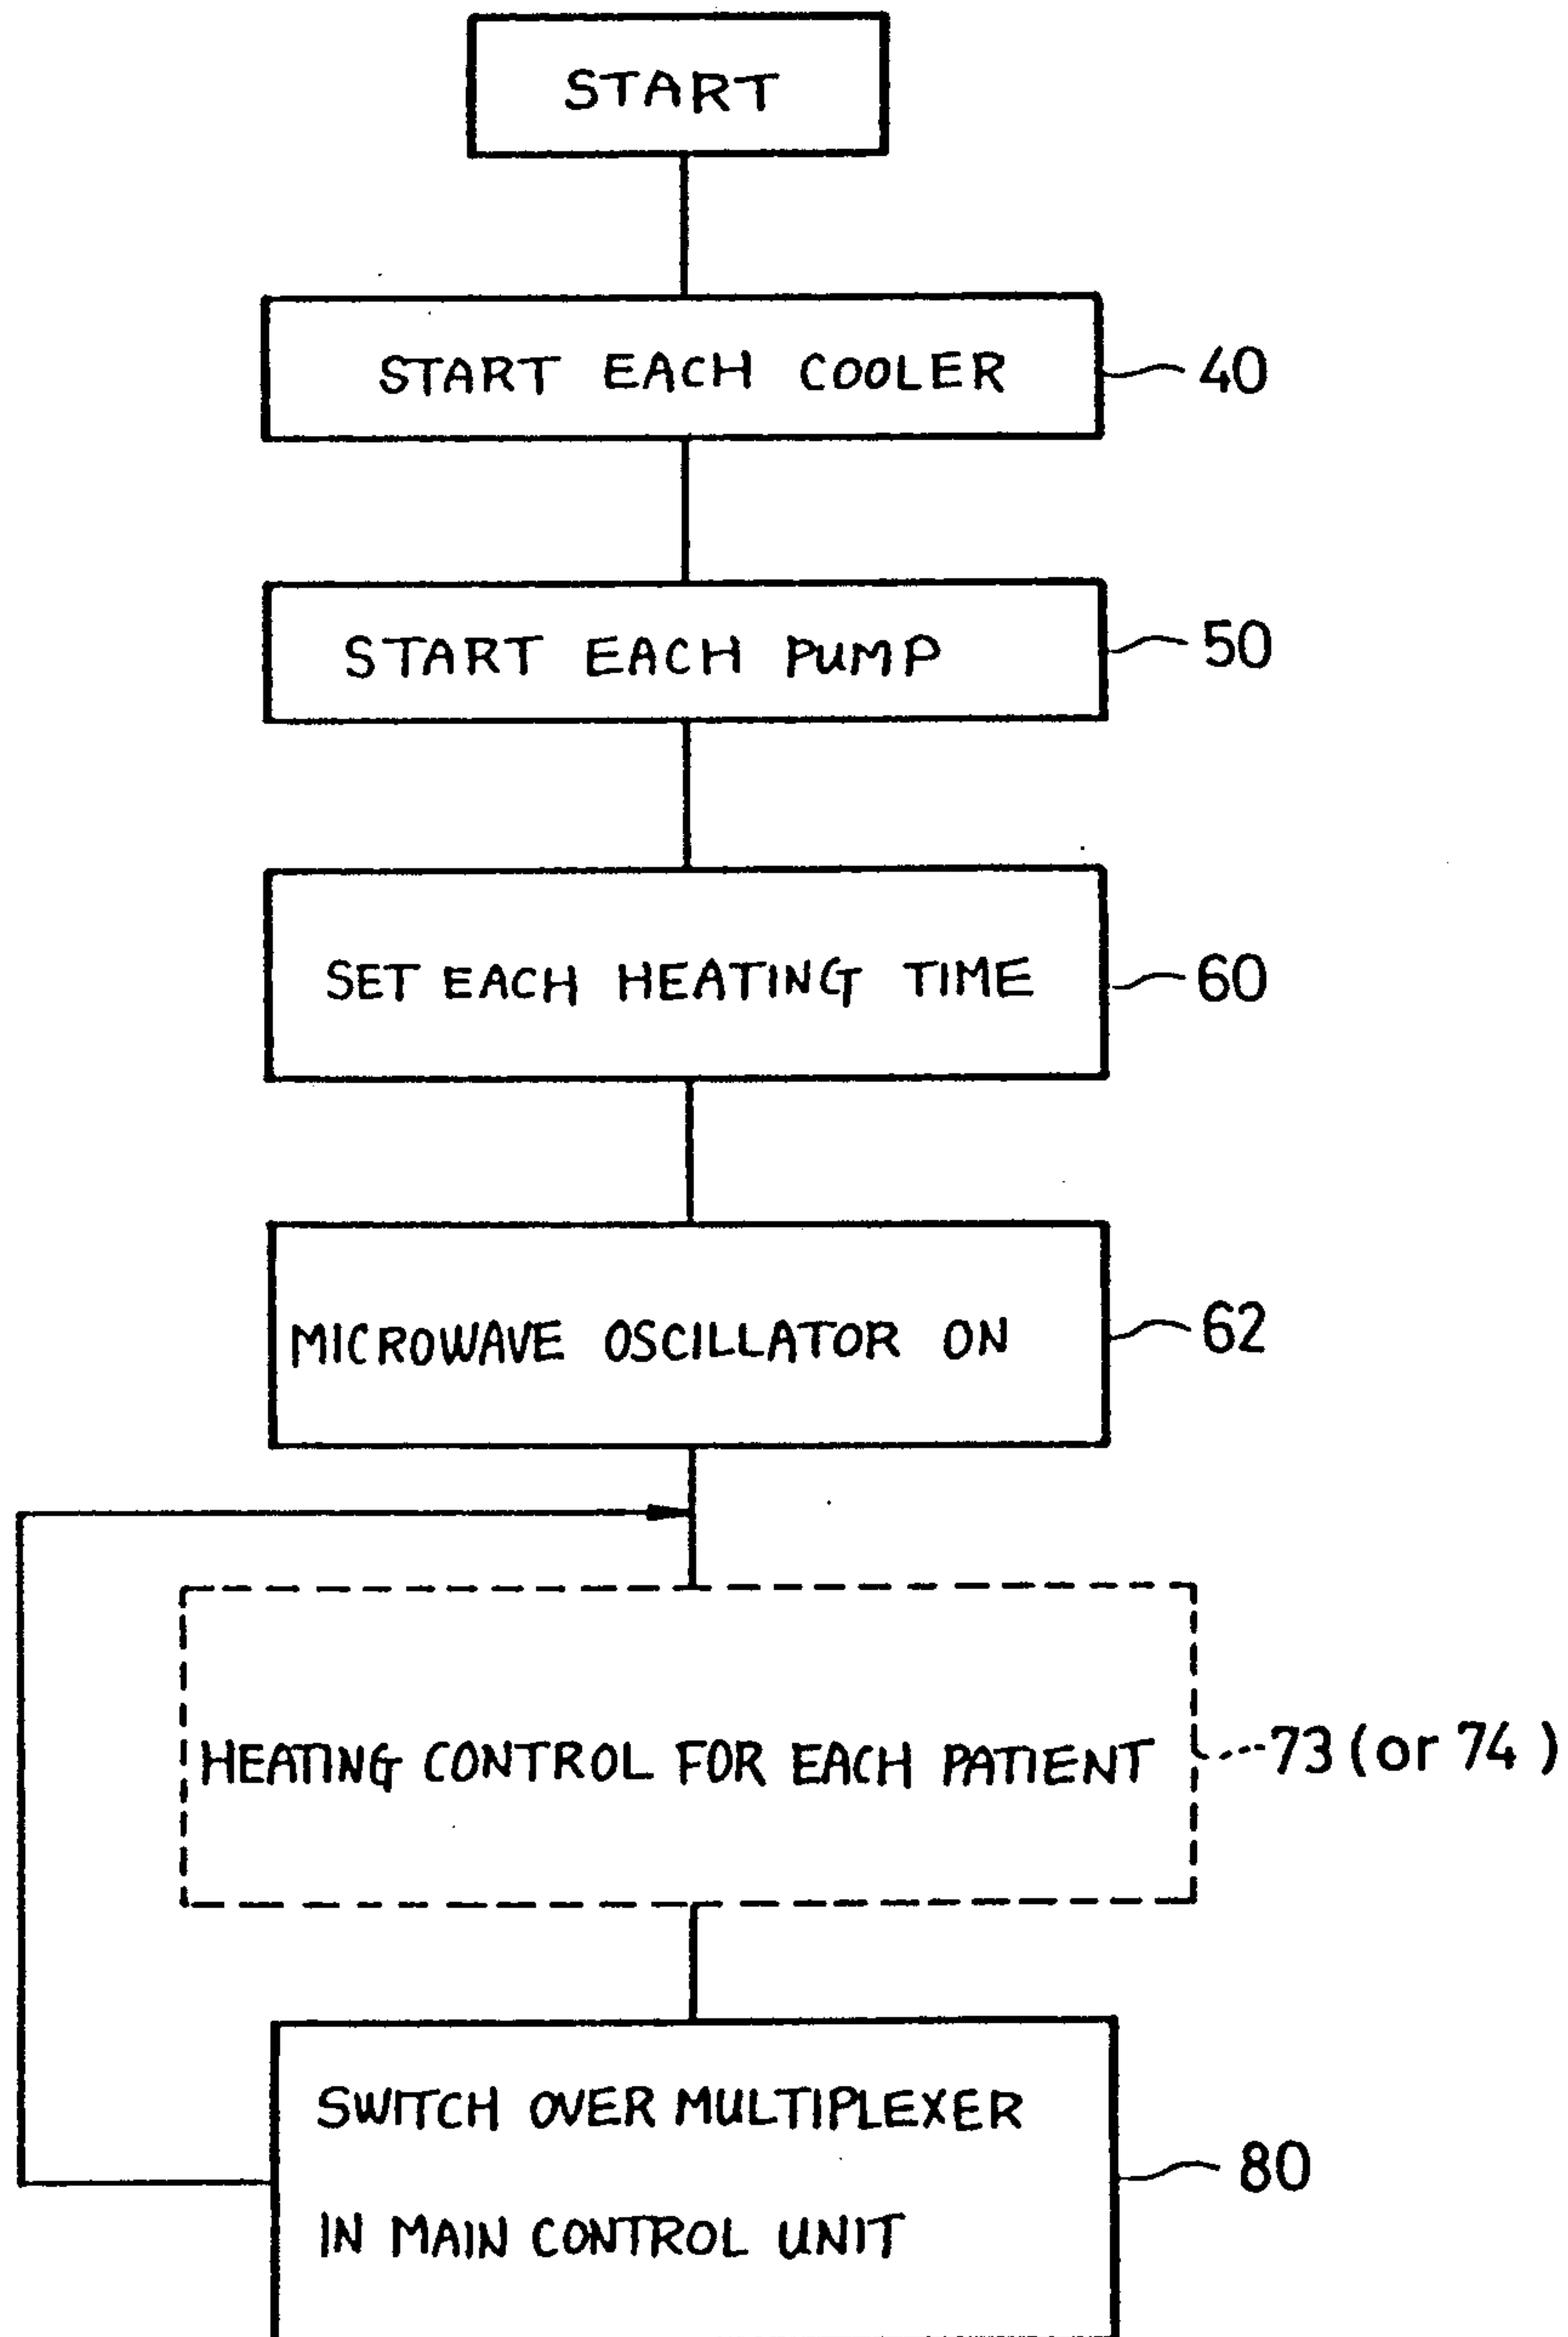 START
START EACH COOLER
40
START EACH PUMP
50
SET EACH HEATING TIME
60
MICROWAVE OSCILLATOR ON
62
HEATING CONTROL FOR EACH PATIENT
73 (or 74 )
SWITCH OVER MULTIPLEXER
IN MAIN CONTROL UNIT
80